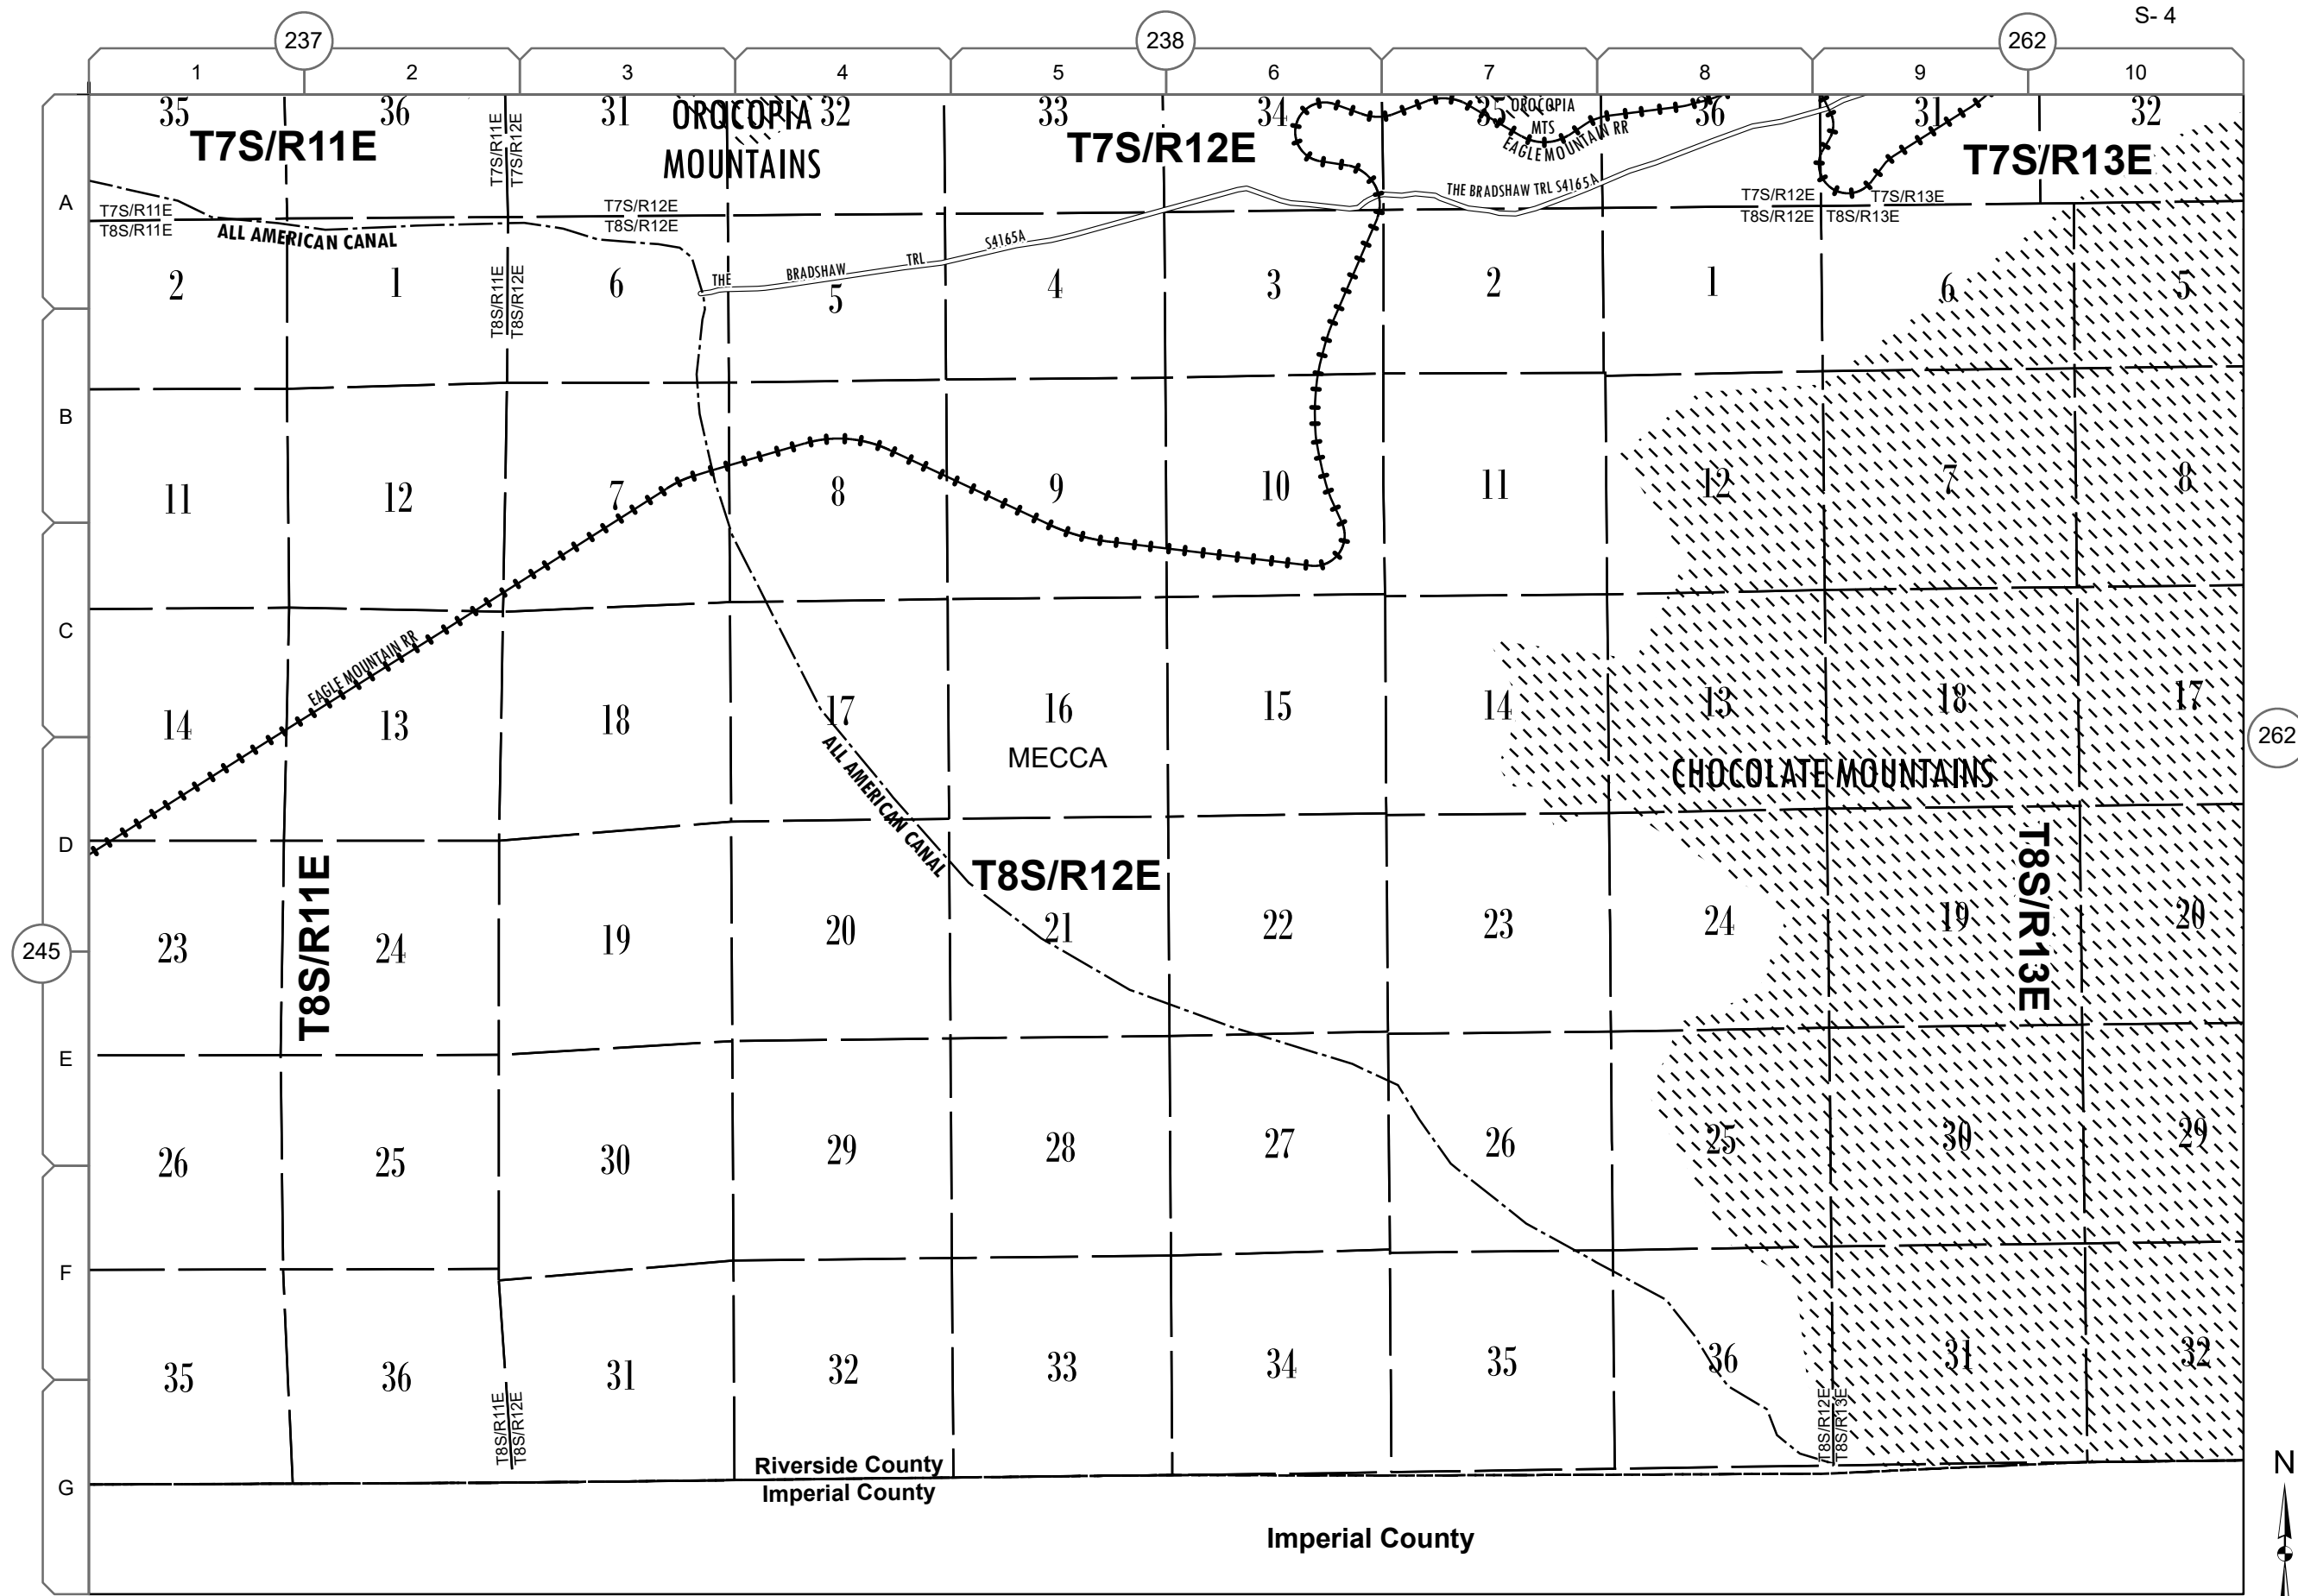 S- 4
237
238
262
1 2 3 4 5 6 7 8 9 10
35 36 31 32 33 34 35 36 31 32
OROCOPIA
MOUNTAINS
OROCOPIA
MTS
EAGLE MOUNTAIN RR
T7S/R11E
T7S/R12E
T7S/R13E
T7S/R11E
T7S/R12E
THE BRADSHAW TRL S4165A
A
T7S/R11E
T8S/R11E
T7S/R12E
T8S/R12E
T7S/R12E
T8S/R12E
T7S/R13E
T8S/R13E
ALL AMERICAN CANAL
THE BRADSHAW TRL S4165A
T8S/R11E
T8S/R12E
2 1 6 5 4 3 2 1 6 5
B
11 12 7 8 9 10 11 12 7 8
C
EAGLE MOUNTAIN RR
14 13 18 17 16 15 14 13 18 17
MECCA
262
ALL AMERICAN CANAL
CHOCOLATE MOUNTAINS
D
T8S/R11E
T8S/R12E
T8S/R13E
245
23 24 19 20 21 22 23 24 19 20
E
26 25 30 29 28 27 26 25 30 29
F
35 36 31 32 33 34 35 36 31 32
T8S/R11E
T8S/R12E
T8S/R12E
T8S/R13E
Riverside County
Imperial County
G
Imperial County
N